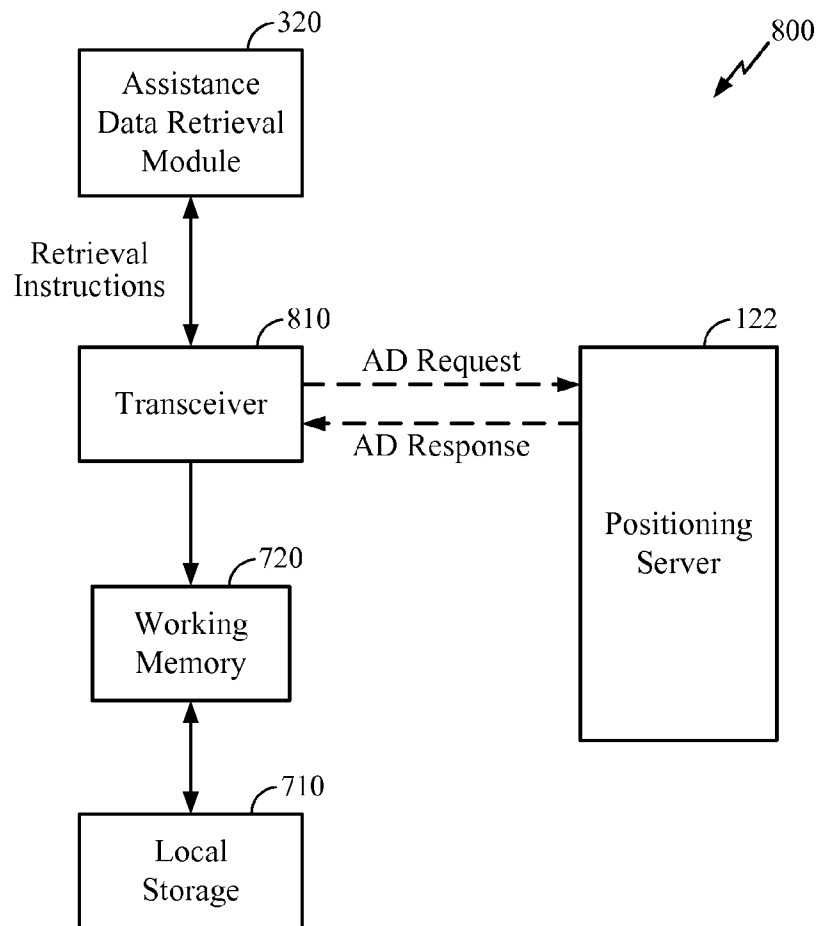 320
800
Assistance
Data Retrieval
Module
Retrieval
Instructions
810
122
Transceiver
AD Request
AD Response
Positioning
Server
720
Working
Memory
710
Local
Storage